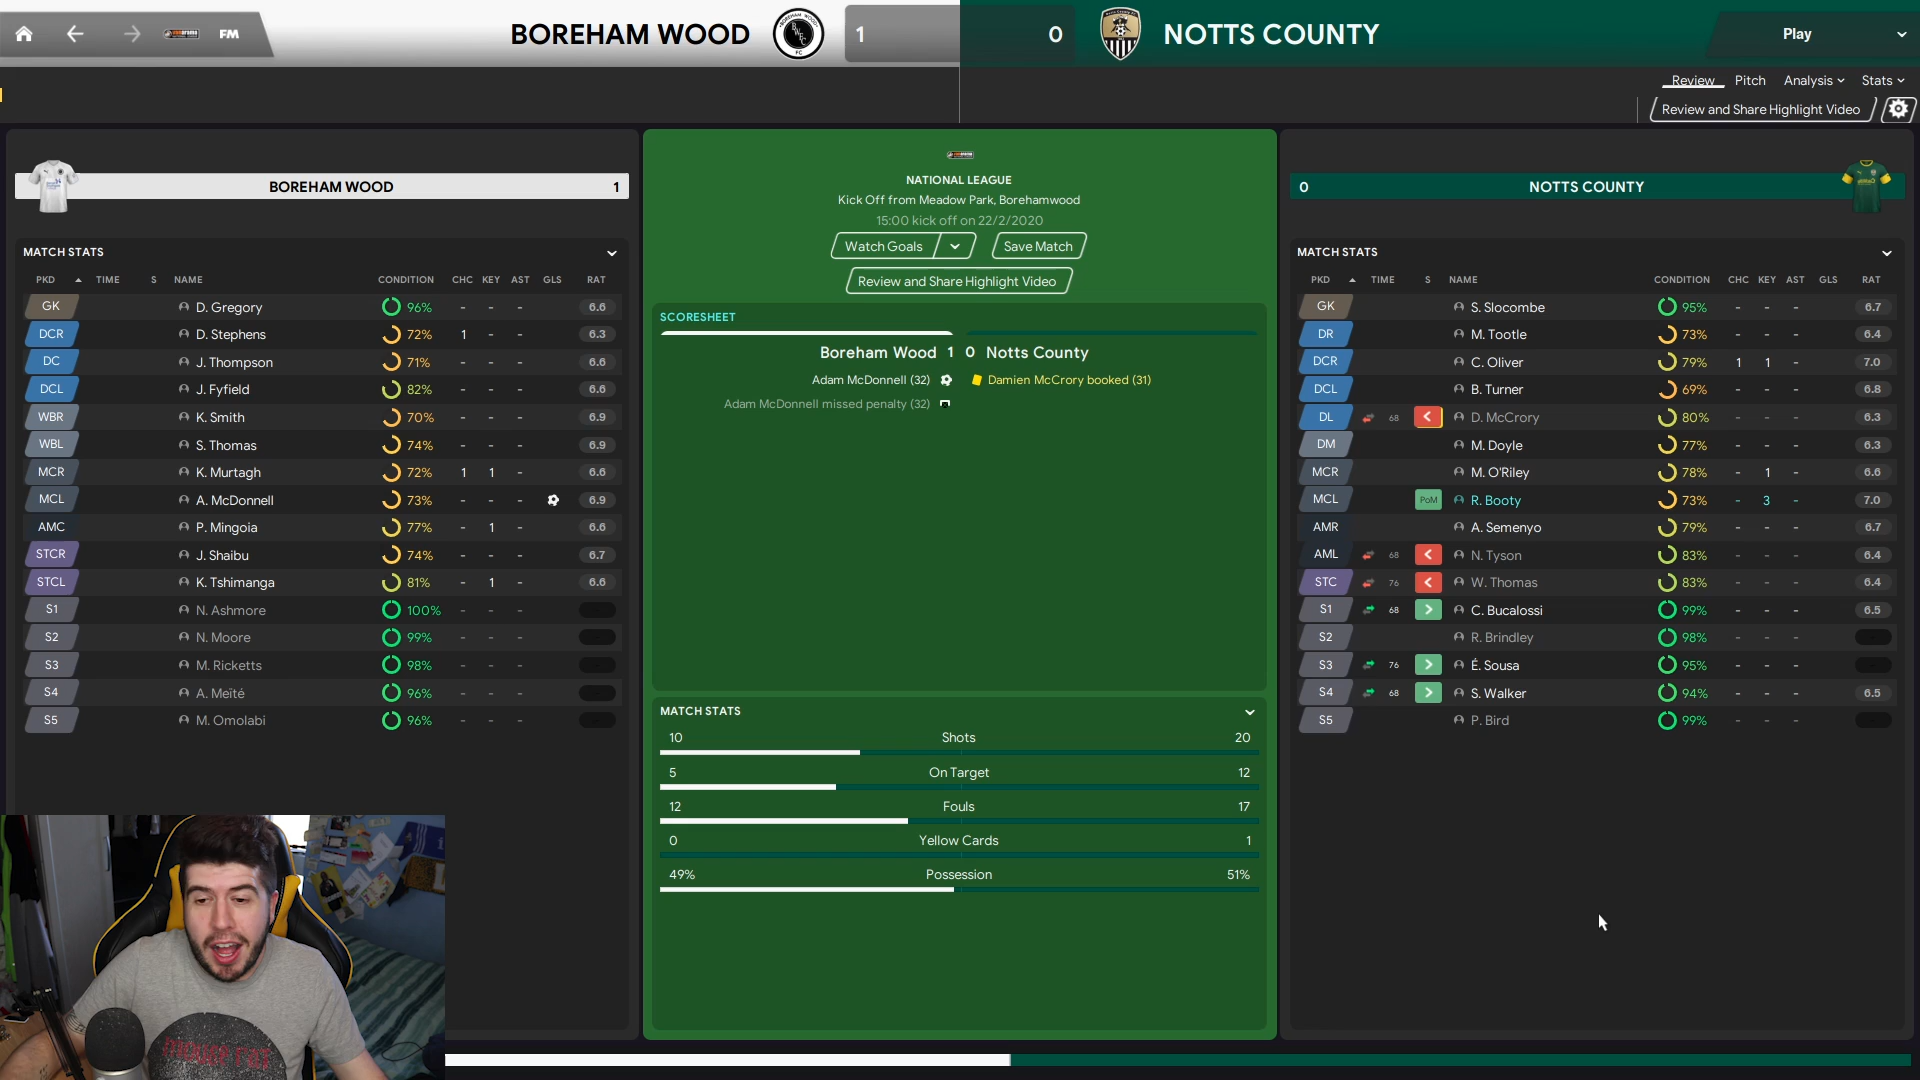 FM
BOREHAM WOOD
1
0
NOTTS COUNTY
Play
Review Pitch Analysis Stats
Review and Share Highlight Video
BOREHAM WOOD 1
MATCH STATS
PKD TIME S NAME CONDITION CHC KEY AST GLS RAT
GK D. Gregory 96% - - - 6.6
DCR D. Stephens 72% 1 - - 6.3
DC J. Thompson 71% - - - 6.6
DCL J. Fyfield 82% - - - 6.6
WBR K. Smith 70% - - - 6.9
WBL S. Thomas 74% - - - 6.9
MCR K. Murtagh 72% 1 1 - 6.6
MCL A. McDonnell 73% - - - 6.9
AMC P. Mingoia 77% - 1 - 6.6
STCR J. Shaibu 74% - - - 6.7
STCL K. Tshimanga 81% - 1 - 6.6
S1 N. Ashmore 100% - - -
S2 N. Moore 99% - - -
S3 M. Ricketts 98% - - -
S4 A. Meïté 96% - - -
S5 M. Omolabi 96% - - -
NATIONAL LEAGUE
Kick Off from Meadow Park, Borehamwood
15:00 kick off on 22/2/2020
Watch Goals
Save Match
Review and Share Highlight Video
SCORESHEET
Boreham Wood 1 0 Notts County
Adam McDonnell (32) Damien McCrory booked (31)
Adam McDonnell missed penalty (32)
MATCH STATS
10 Shots 20
5 On Target 12
12 Fouls 17
0 Yellow Cards 1
49% Possession 51%
0 NOTTS COUNTY
MATCH STATS
PKD TIME S NAME CONDITION CHC KEY AST GLS RAT
GK S. Slocombe 95% - - - 6.7
DR M. Tootle 73% - - - 6.4
DCR C. Oliver 79% 1 1 - 7.0
DCL B. Turner 69% - - - 6.8
DL 68 D. McCrory 80% - - - 6.3
DM M. Doyle 77% - - - 6.3
MCR M. O'Riley 78% - 1 - 6.6
MCL PoM R. Booty 73% - 3 - 7.0
AMR A. Semenyo 79% - - - 6.7
AML 68 N. Tyson 83% - - - 6.4
STC 76 W. Thomas 83% - - - 6.4
S1 68 C. Bucalossi 99% - - - 6.5
S2 R. Brindley 98% - - -
S3 76 É. Sousa 95% - - -
S4 68 S. Walker 94% - - - 6.5
S5 P. Bird 99% - - -